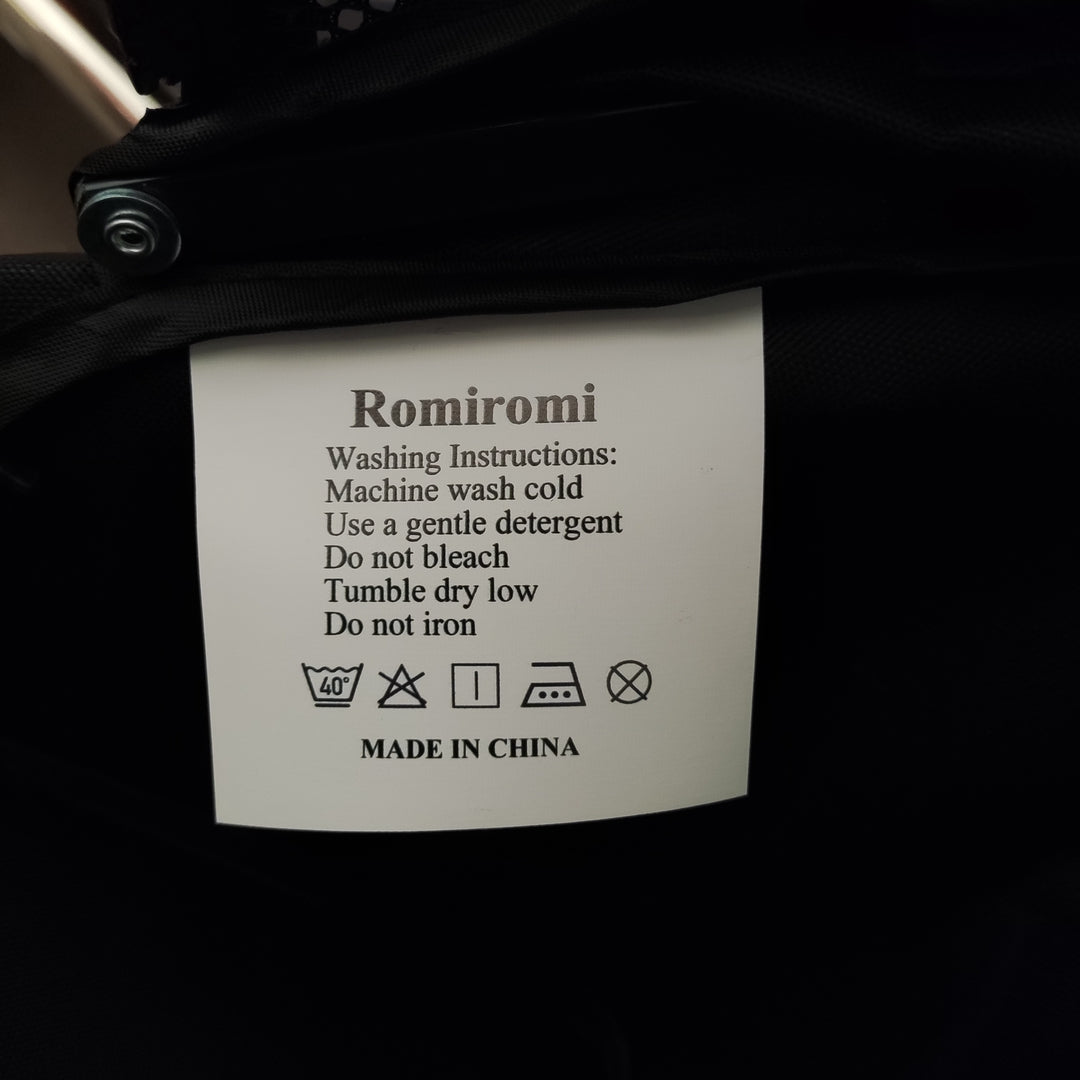 Romiromi
Washing Instructions:
Machine wash cold
Use a gentle detergent
Do not bleach
Tumble dry low
Do not iron
40°
MADE IN CHINA